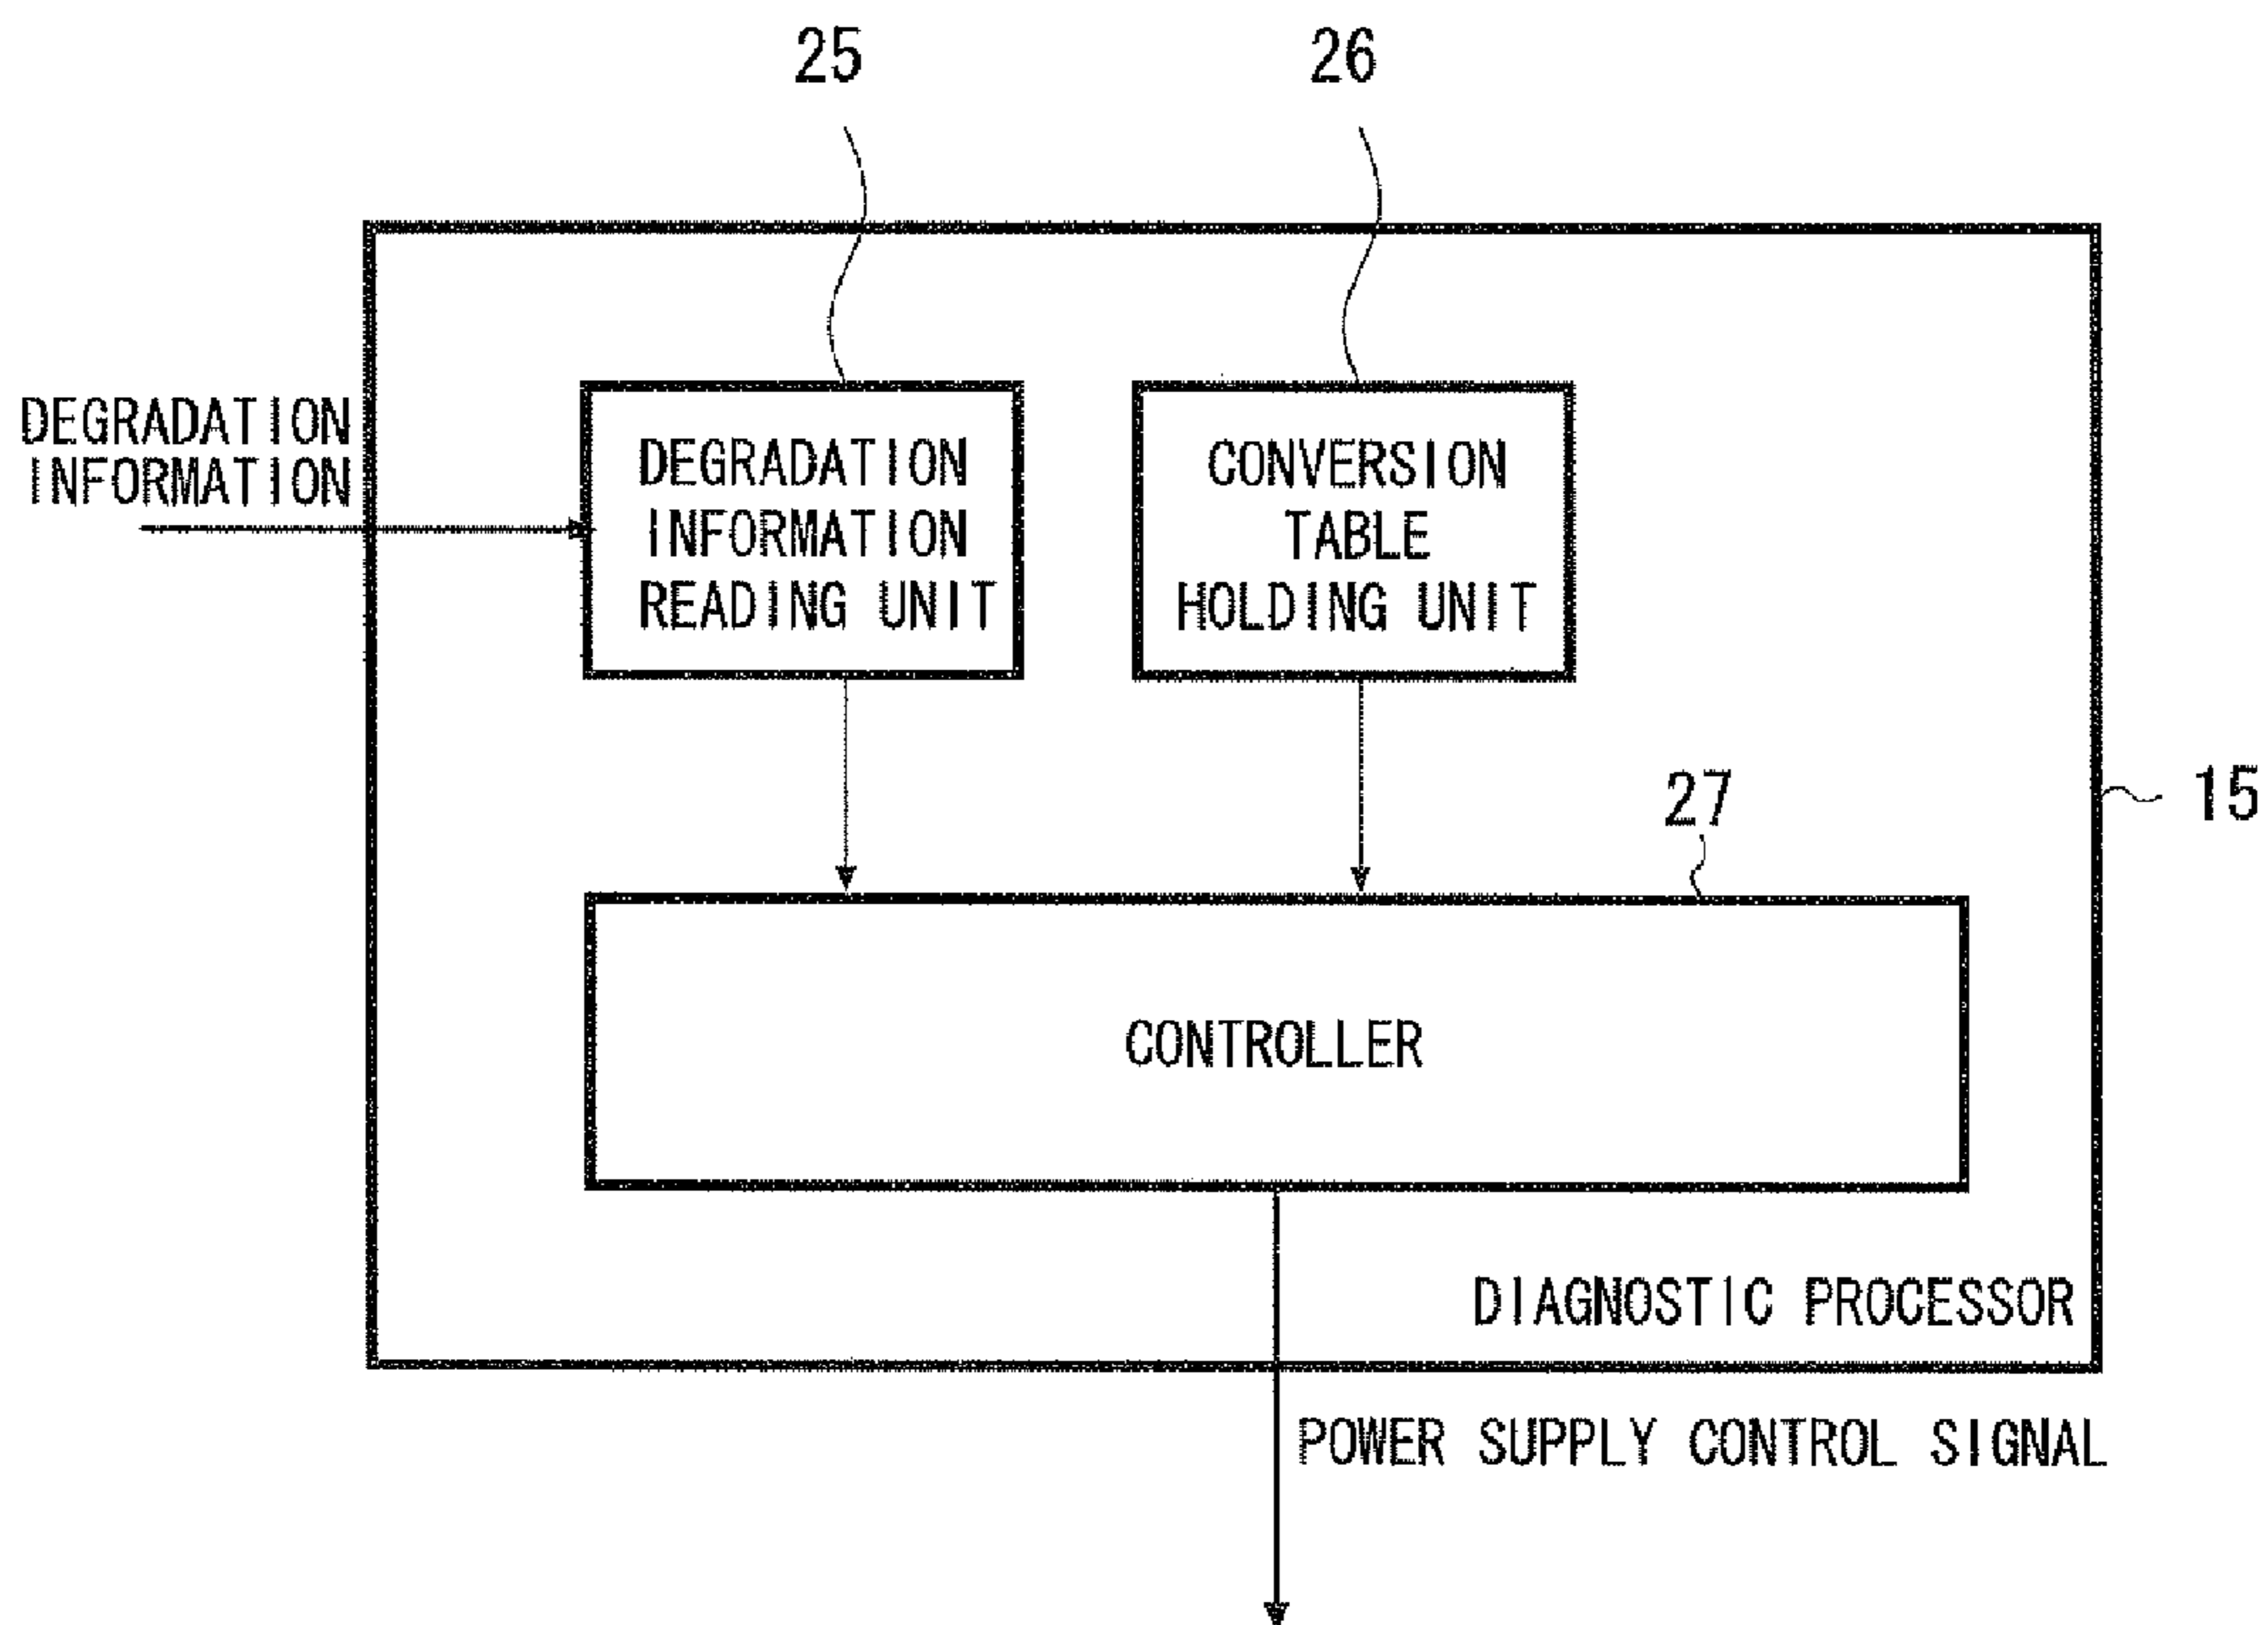 25
26
DEGRADATION
INFORMATION
DEGRADATION
INFORMATION
READING UNIT
CONVERSION
TABLE
HOLDING UNIT
27
15
CONTROLLER
DIAGNOSTIC PROCESSOR
POWER SUPPLY CONTROL SIGNAL